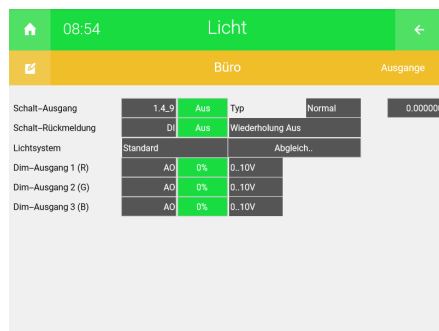 08:54 Licht
Büro Ausgange
Schalt-Ausgang 1.4_9 Aus Typ Normal 0.00000
Schalt-Rückmeldung DI Aus Wiederholung Aus
Lichtsystem Standard Abgleich..
Dim-Ausgang 1 (R) AO 0% 0..10V
Dim-Ausgang 2 (G) AO 0% 0..10V
Dim-Ausgang 3 (B) AO 0% 0..10V